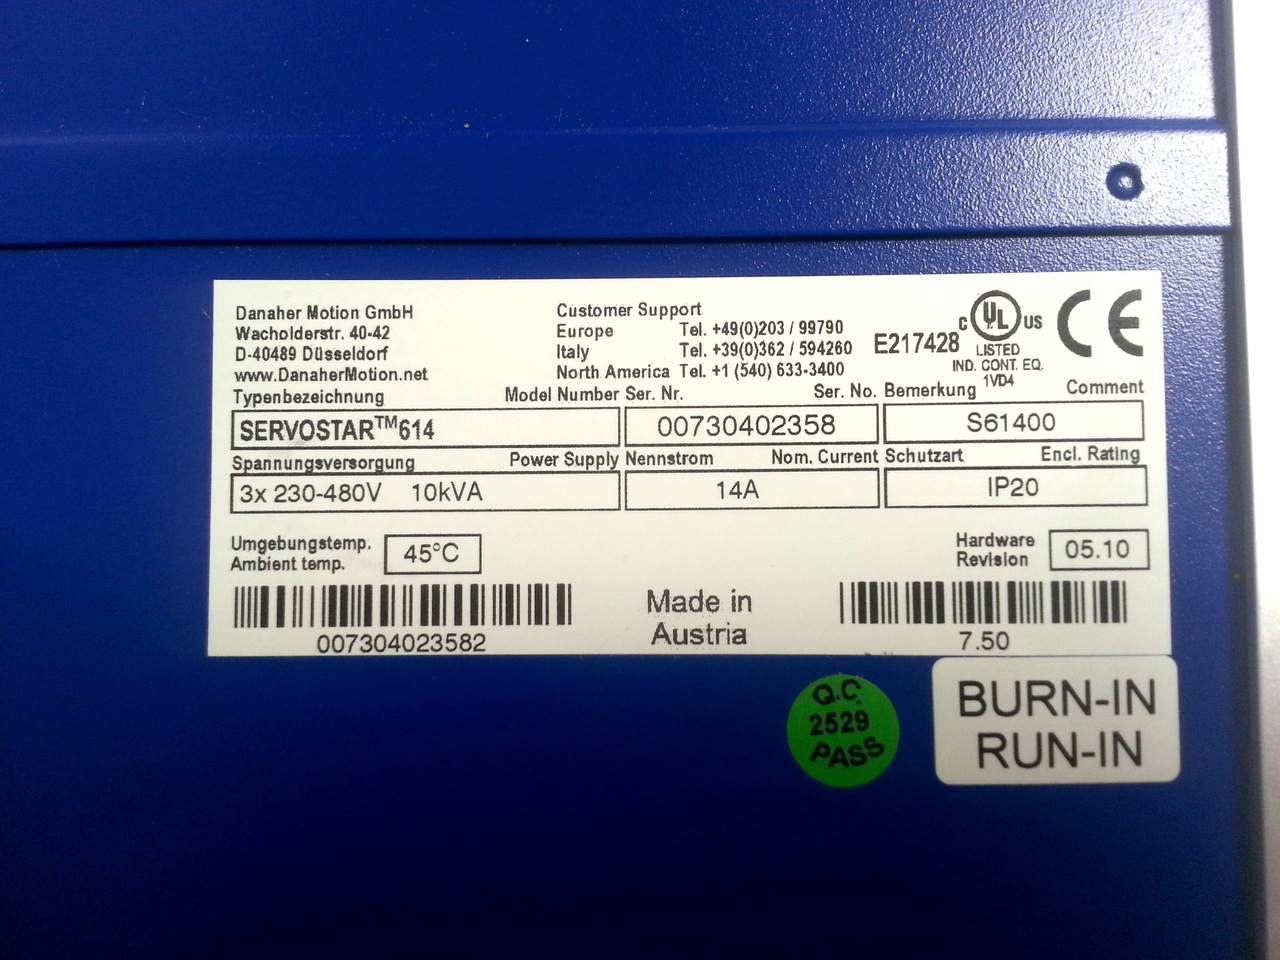 Danaher Motion GmbH
Wacholderstr. 40-42
D-40489 Düsseldorf
www.DanaherMotion.net
Customer Support
Europe Tel. +49(0)203 / 99790
Italy Tel. +39(0)362 / 594260
North America Tel. +1 (540) 633-3400
E217428
C UL US
LISTED
IND. CONT. EQ.
1VD4
CE
Typenbezeichnung Model Number Ser. Nr. Ser. No. Bemerkung Comment
SERVOSTAR™614 00730402358 S61400
Spannungsversorgung Power Supply Nennstrom Nom. Current Schutzart Encl. Rating
3x 230-480V 10kVA 14A IP20
Umgebungstemp.
Ambient temp.
45°C
Hardware
Revision
05.10
007304023582
Made in
Austria
7.50
Q.C.
2529
PASS
BURN-IN
RUN-IN